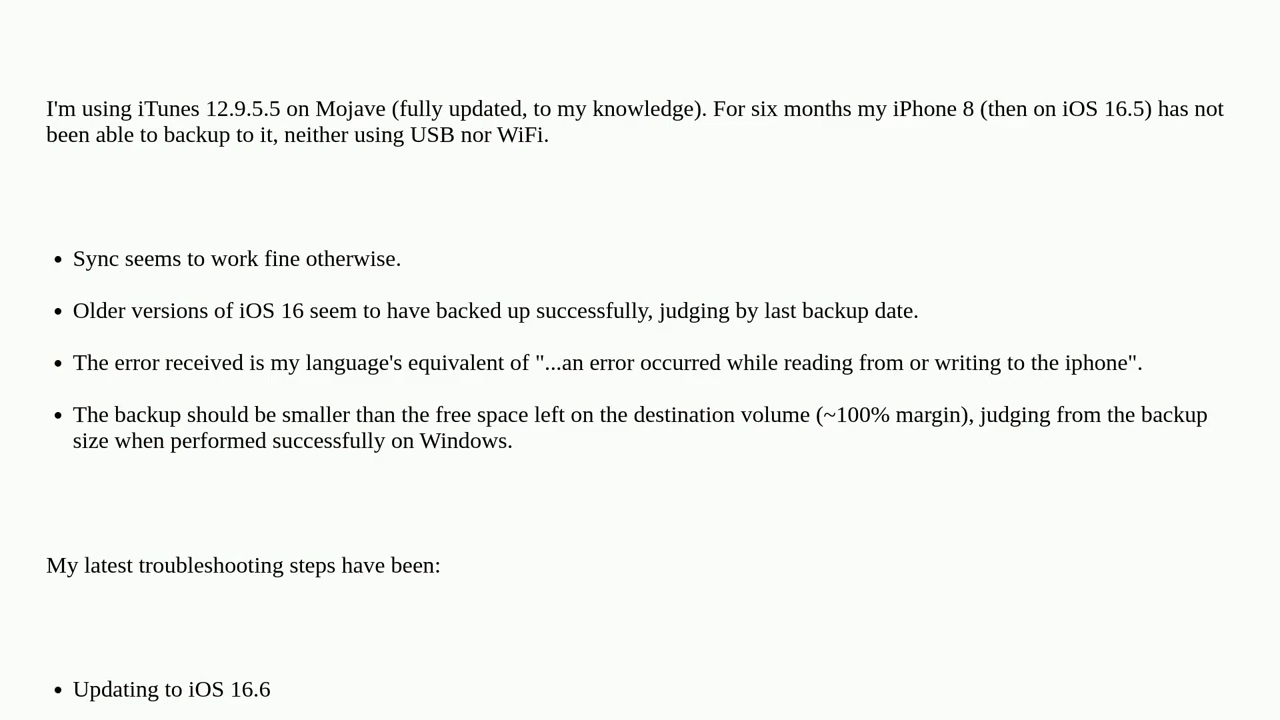 I'm using iTunes 12.9.5.5 on Mojave (fully updated, to my knowledge). For six months my iPhone 8 (then on iOS 16.5) has not
been able to backup to it, neither using USB nor WiFi.
• Sync seems to work fine otherwise.
• Older versions of iOS 16 seem to have backed up successfully, judging by last backup date.
• The error received is my language's equivalent of "...an error occurred while reading from or writing to the iphone".
• The backup should be smaller than the free space left on the destination volume (~100% margin), judging from the backup
size when performed successfully on Windows.
My latest troubleshooting steps have been:
• Updating to iOS 16.6